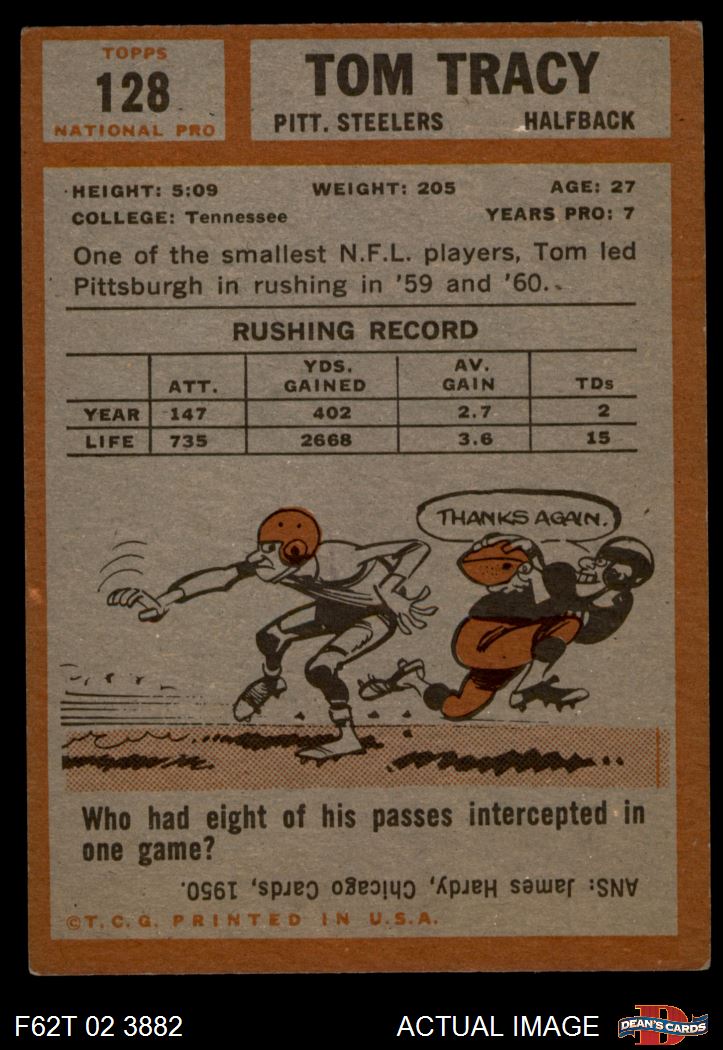 TOPPS
128
NATIONAL PRO
TOM TRACY
PITT. STEELERS HALFBACK
HEIGHT: 5:09 WEIGHT: 205 AGE: 27
COLLEGE: Tennessee YEARS PRO: 7
One of the smallest N.F.L. players, Tom led
Pittsburgh in rushing in '59 and '60.
RUSHING RECORD
ATT. YDS. GAINED AV. GAIN TDs
YEAR 147 402 2.7 2
LIFE 735 2668 3.6 15
THANKS AGAIN.
Who had eight of his passes intercepted in
one game?
ANS: James Hardy, Chicago Cards, 1950.
©T.C.G. PRINTED IN U.S.A.
F62T 02 3882 ACTUAL IMAGE
D
DEAN'S CARDS